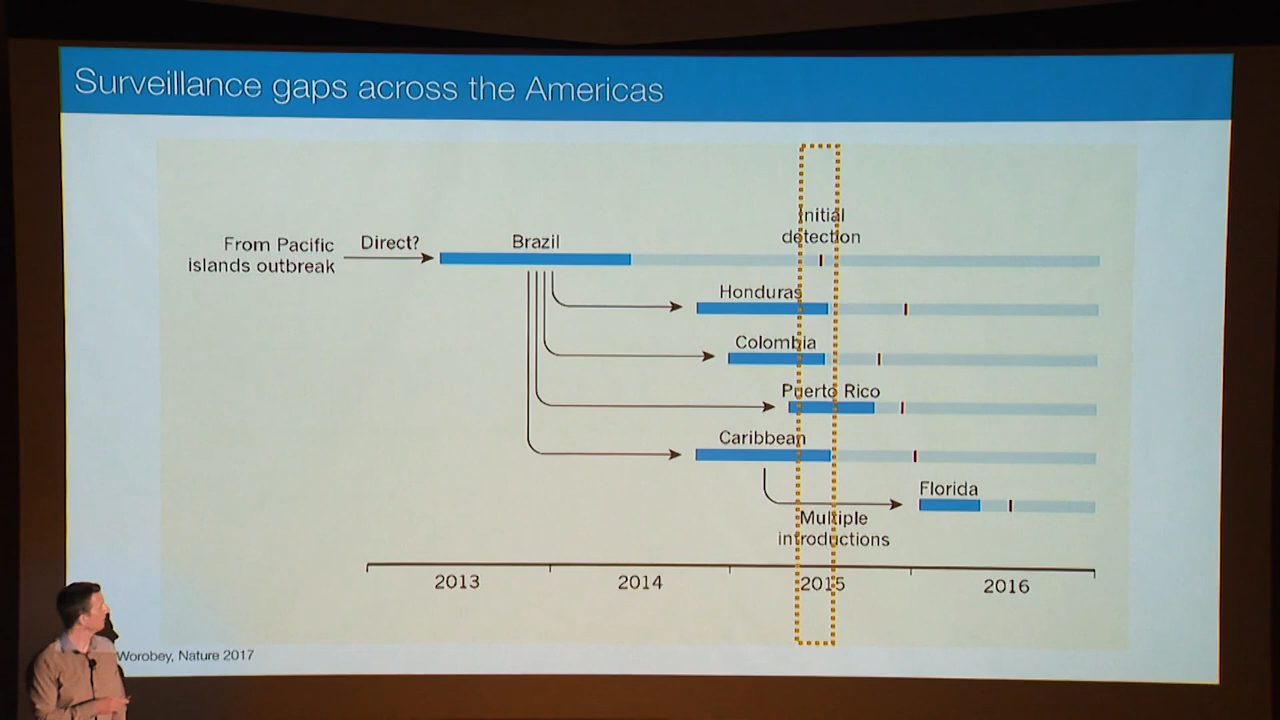 Surveillance gaps across the Americas
Initial
detection
From Pacific
islands outbreak
Direct?
Brazil
Honduras
Colombia
Puerto Rico
Caribbean
Florida
Multiple
introductions
2013
2014
2015
2016
Worobey, Nature 2017